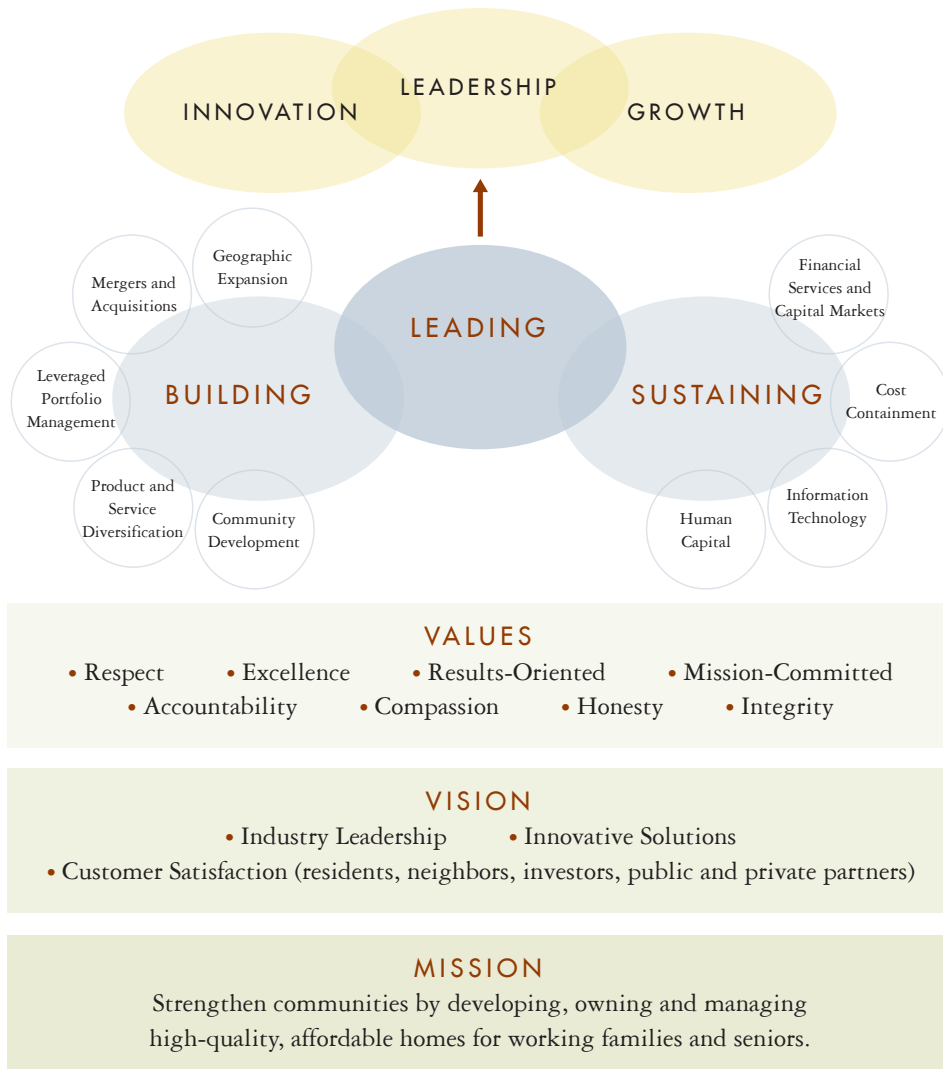 INNOVATION
LEADERSHIP
GROWTH
Geographic
Expansion
Mergers and
Acquisitions
Leveraged
Portfolio
Management
Product and
Service
Diversification
Community
Development
BUILDING
LEADING
SUSTAINING
Financial
Services and
Capital Markets
Cost
Containment
Information
Technology
Human
Capital
VALUES
• Respect • Excellence • Results-Oriented • Mission-Committed
• Accountability • Compassion • Honesty • Integrity
VISION
• Industry Leadership • Innovative Solutions
• Customer Satisfaction (residents, neighbors, investors, public and private partners)
MISSION
Strengthen communities by developing, owning and managing
high-quality, affordable homes for working families and seniors.